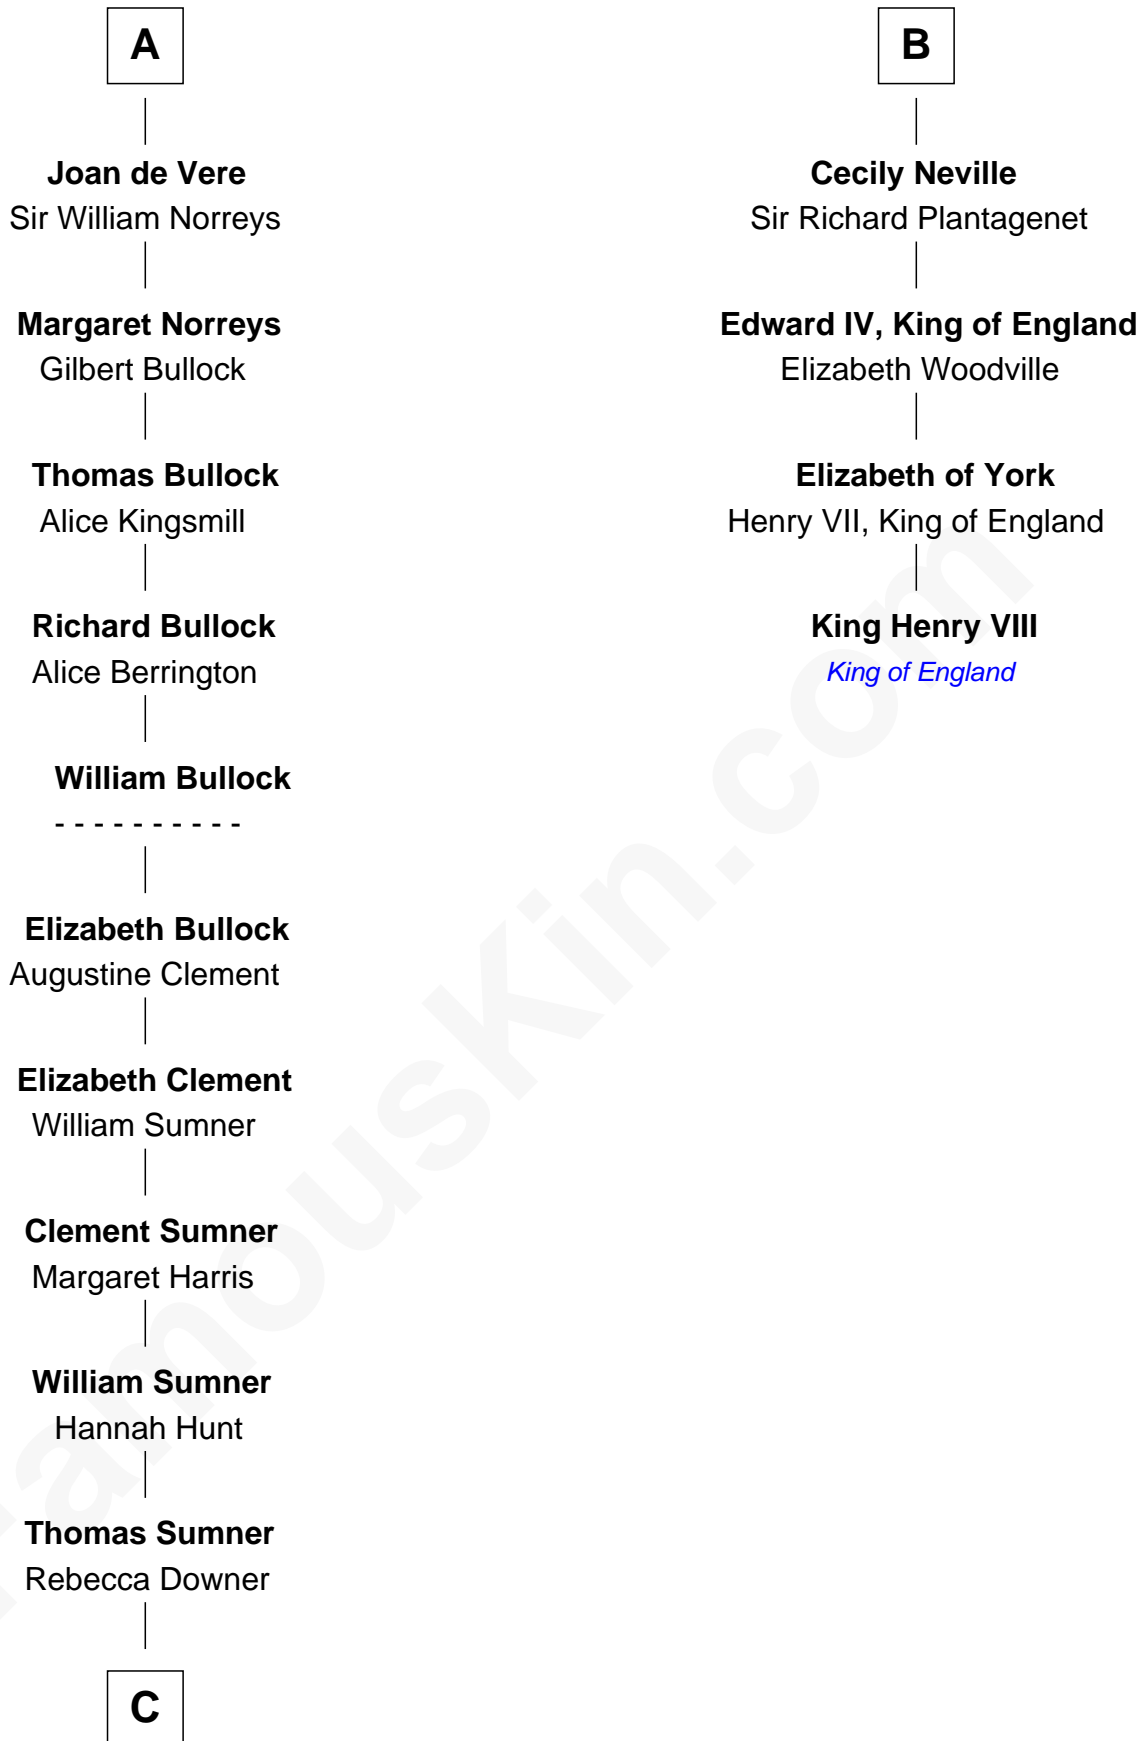 A
Joan de Vere
Sir William Norreys
Margaret Norreys
Gilbert Bullock
Thomas Bullock
Alice Kingsmill
Richard Bullock
Alice Berrington
William Bullock
- - - - - - - - - -
Elizabeth Bullock
Augustine Clement
Elizabeth Clement
William Sumner
Clement Sumner
Margaret Harris
William Sumner
Hannah Hunt
Thomas Sumner
Rebecca Downer
C
B
Cecily Neville
Sir Richard Plantagenet
Edward IV, King of England
Elizabeth Woodville
Elizabeth of York
Henry VII, King of England
King Henry VIII
King of England
FamousKin.com